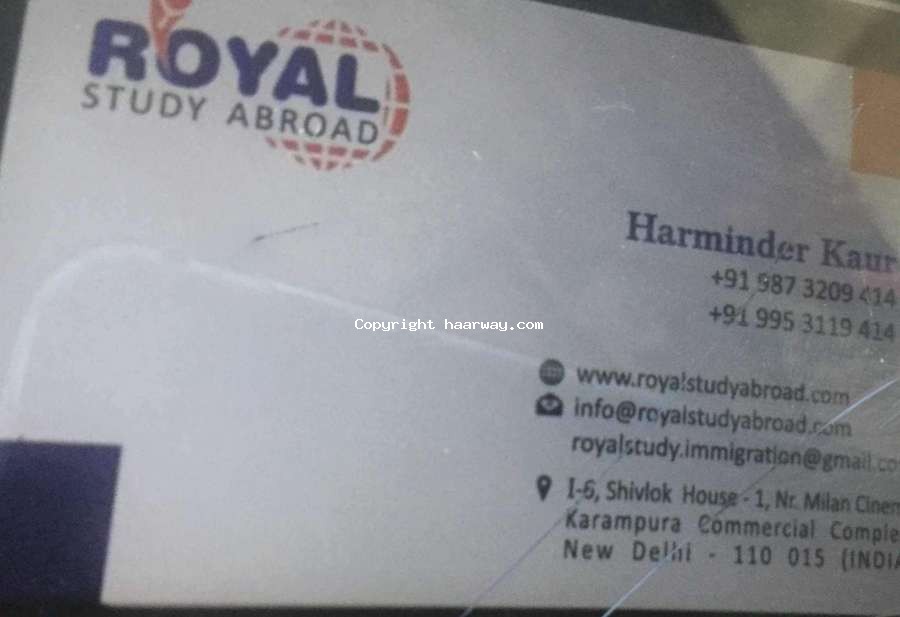 ROYAL
STUDY ABROAD
Harminder Kaur
+91 987 3209 414
+91 995 3119 414
Copyright haarway.com
www.royalstudyabroad.com
info@royalstudyabroad.com
royalstudy.immigration@gmail.co
I-6, Shivlok House - 1, Nr. Milan Cinem
Karampura Commercial Comple
New Delhi - 110 015 (INDIA